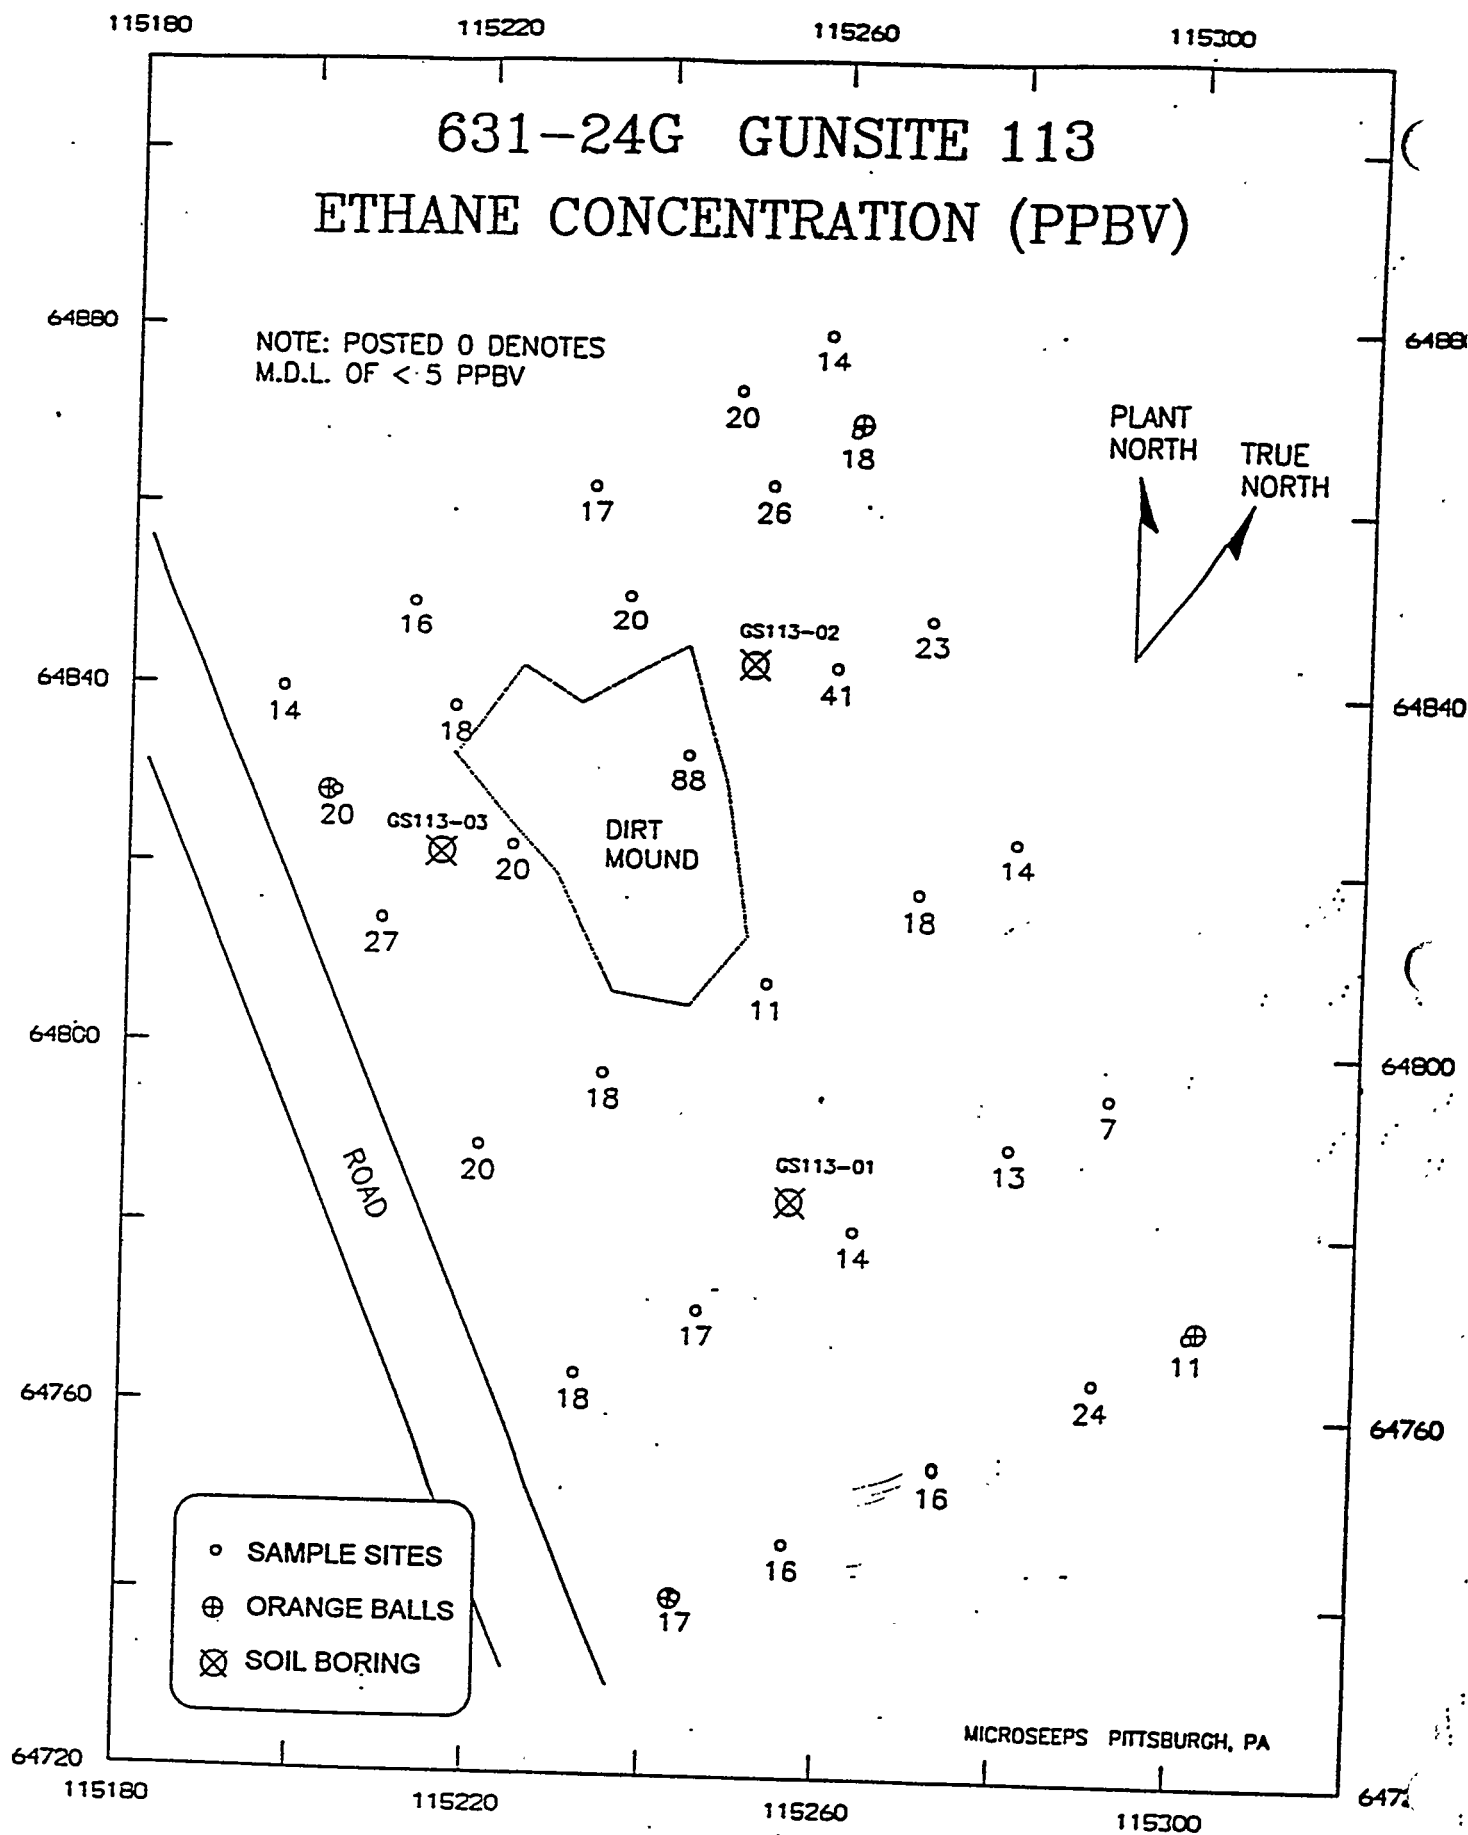 115180 115220 115260 115300
631-24G GUNSITE 113
ETHANE CONCENTRATION (PPBV)
64880
64880
NOTE: POSTED 0 DENOTES
M.D.L. OF < 5 PPBV
14
20
18
PLANT
NORTH
TRUE
NORTH
17
26
16
20
GS113-02
23
64840
14
18
41
64840
88
20
GS113-03
20
DIRT
MOUND
14
18
27
11
64800
64800
18
7
20
ROAD
GS113-01
13
14
17
11
64760
18
24
64760
16
16
17
SAMPLE SITES
ORANGE BALLS
SOIL BORING
MICROSEEPS PITTSBURGH, PA
64720
115180 115220 115260 115300